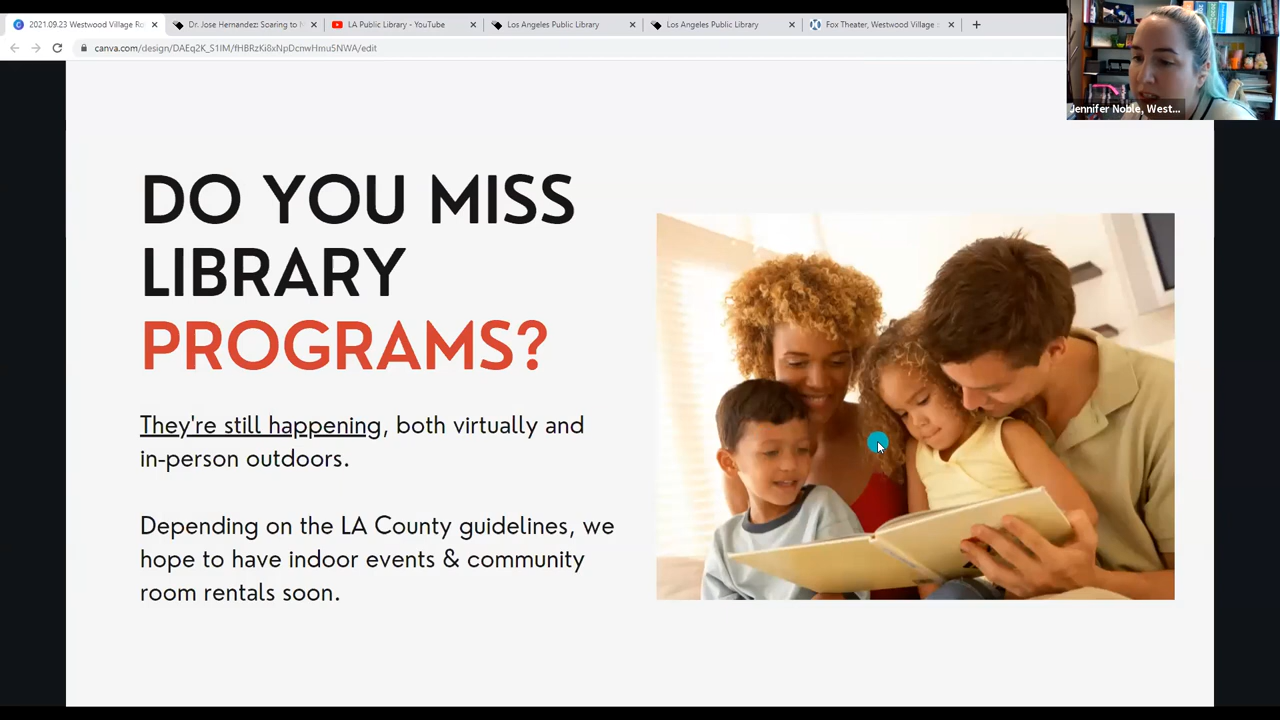 2021.09.23 Westwood Village Ro
Dr. Jose Hernandez: Soaring to N
LA Public Library - YouTube
Los Angeles Public Library
Los Angeles Public Library
Fox Theater, Westwood Village
canva.com/design/DAEq2K_S1IM/fHBRzKi8xNpDcnwHmu5NWA/edit
Jennifer Noble, West...
DO YOU MISS
LIBRARY
PROGRAMS?
They're still happening, both virtually and
in-person outdoors.
Depending on the LA County guidelines, we
hope to have indoor events & community
room rentals soon.